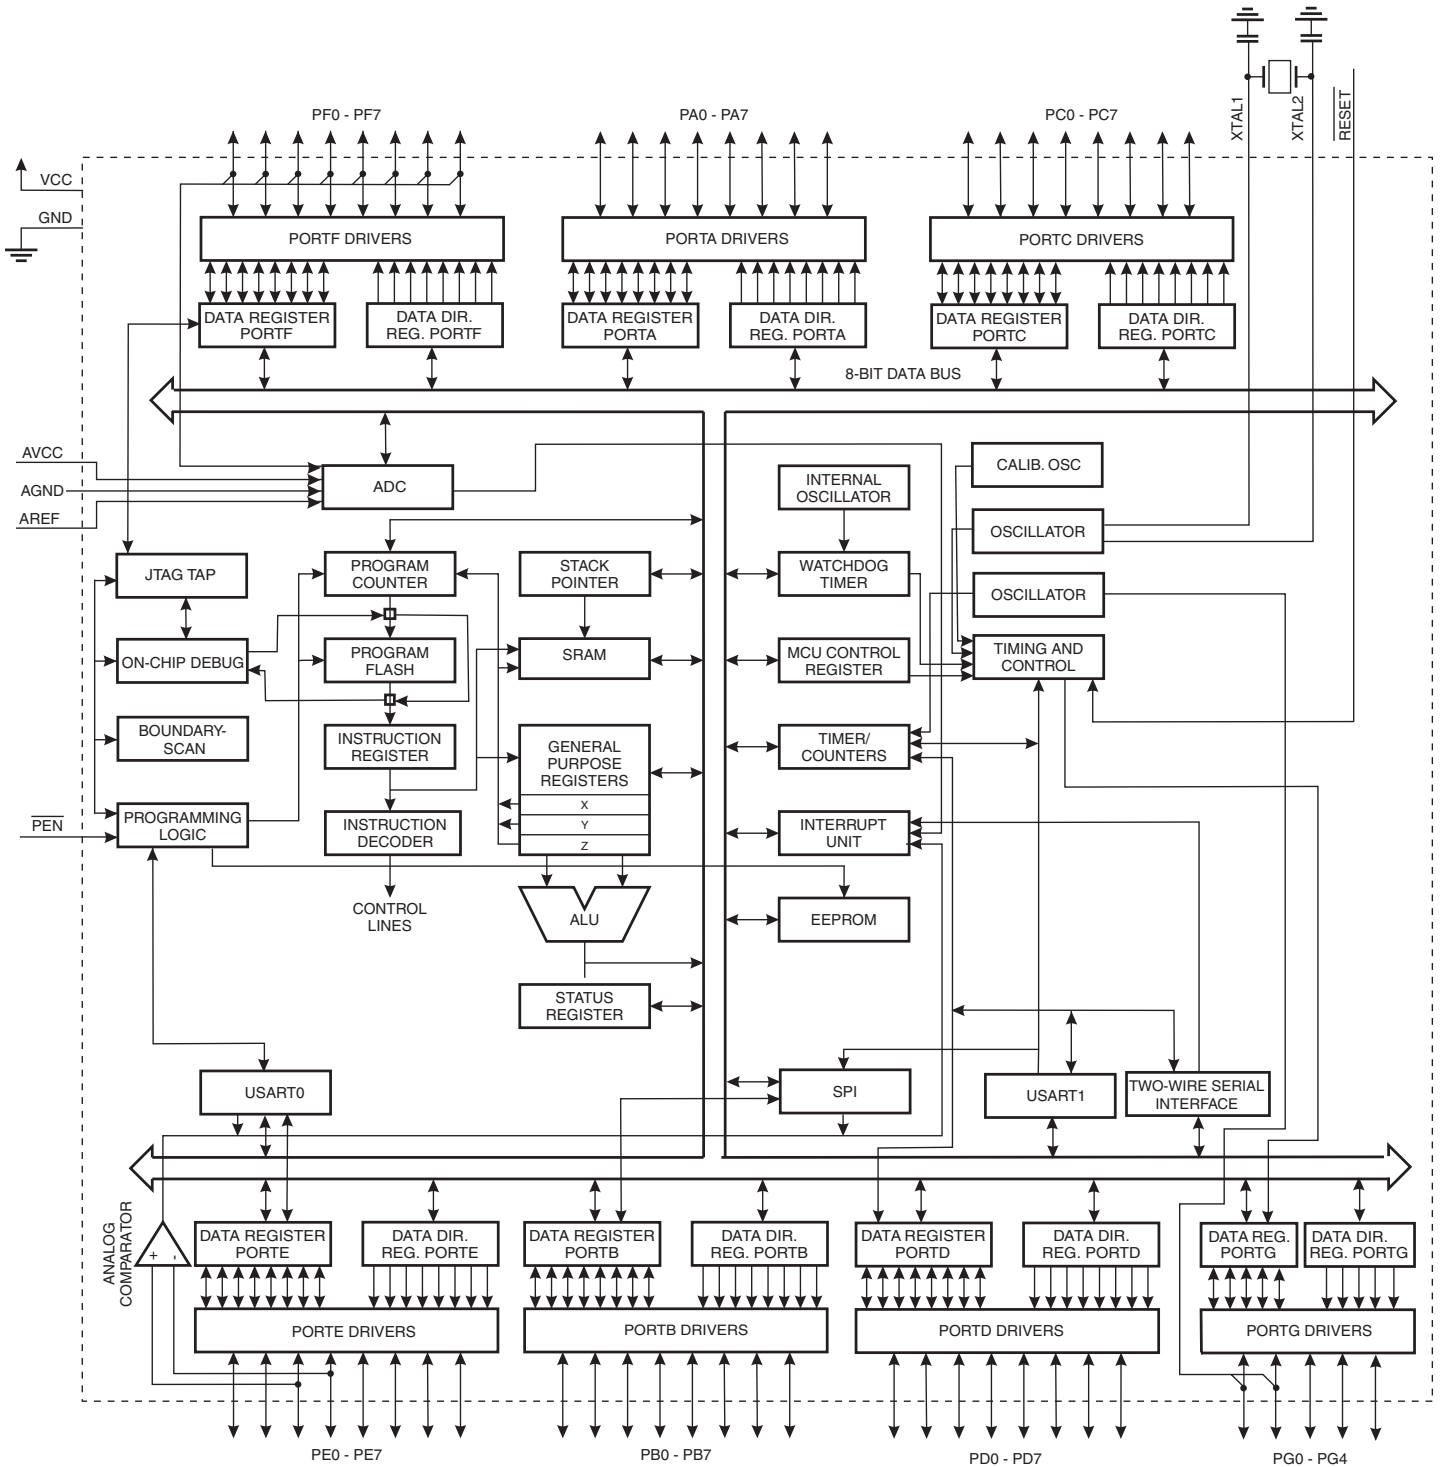 XTAL1
XTAL2
RESET
PF0 - PF7
PA0 - PA7
PC0 - PC7
VCC
GND
PORTF DRIVERS
PORTA DRIVERS
PORTC DRIVERS
DATA REGISTER
PORTF
DATA DIR.
REG. PORTF
DATA REGISTER
PORTA
DATA DIR.
REG. PORTA
DATA REGISTER
PORTC
DATA DIR.
REG. PORTC
8-BIT DATA BUS
AVCC
AGND
AREF
ADC
INTERNAL
OSCILLATOR
CALIB. OSC
OSCILLATOR
JTAG TAP
PROGRAM
COUNTER
STACK
POINTER
WATCHDOG
TIMER
OSCILLATOR
ON-CHIP DEBUG
PROGRAM
FLASH
SRAM
MCU CONTROL
REGISTER
TIMING AND
CONTROL
BOUNDARY-
SCAN
INSTRUCTION
REGISTER
GENERAL
PURPOSE
REGISTERS
X
Y
Z
TIMER/
COUNTERS
PEN
PROGRAMMING
LOGIC
INSTRUCTION
DECODER
INTERRUPT
UNIT
CONTROL
LINES
ALU
EEPROM
STATUS
REGISTER
USART0
SPI
USART1
TWO-WIRE SERIAL
INTERFACE
ANALOG
COMPARATOR
+
-
DATA REGISTER
PORTE
DATA DIR.
REG. PORTE
DATA REGISTER
PORTB
DATA DIR.
REG. PORTB
DATA REGISTER
PORTD
DATA DIR.
REG. PORTD
DATA REG.
PORTG
DATA DIR.
REG. PORTG
PORTE DRIVERS
PORTB DRIVERS
PORTD DRIVERS
PORTG DRIVERS
PE0 - PE7
PB0 - PB7
PD0 - PD7
PG0 - PG4